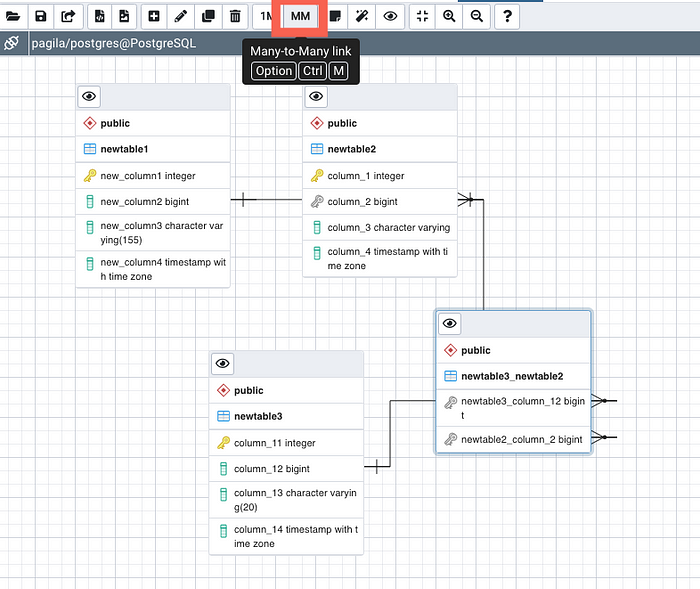 1M
MM
?
pagila/postgres@PostgreSQL
Many-to-Many link
Option Ctrl M
public
newtable1
new_column1 integer
new_column2 bigint
new_column3 character var
ying(155)
new_column4 timestamp wit
h time zone
public
newtable2
column_1 integer
column_2 bigint
column_3 character varying
column_4 timestamp with ti
me zone
public
newtable3_newtable2
newtable3_column_12 bigin
t
newtable2_column_2 bigint
public
newtable3
column_11 integer
column_12 bigint
column_13 character varyin
g(20)
column_14 timestamp with t
ime zone